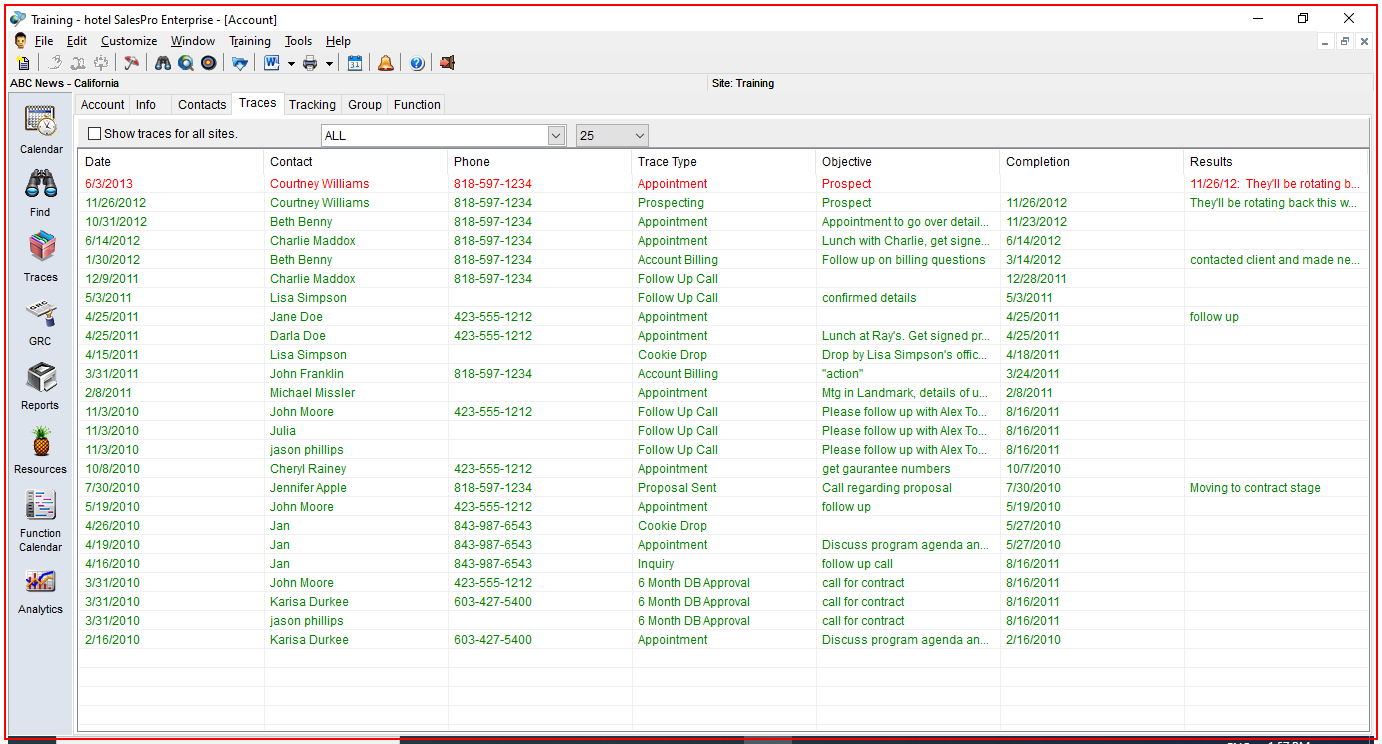 Training - hotel SalesPro Enterprise - [Account]
File Edit Customize Window Training Tools Help
ABC News - California Site: Training
Account Info Contacts Traces Tracking Group Function
Show traces for all sites. ALL 25
Calendar
Find
Traces
GRC
Reports
Resources
Function
Calendar
Analytics
Date Contact Phone Trace Type Objective Completion Results
6/3/2013 Courtney Williams 818-597-1234 Appointment Prospect 11/26/12: They'll be rotating b...
11/26/2012 Courtney Williams 818-597-1234 Prospecting Prospect 11/26/2012 They'll be rotating back this w...
10/31/2012 Beth Benny 818-597-1234 Appointment Appointment to go over detail... 11/23/2012
6/14/2012 Charlie Maddox 818-597-1234 Appointment Lunch with Charlie, get signe... 6/14/2012
1/30/2012 Beth Benny 818-597-1234 Account Billing Follow up on billing questions 3/14/2012 contacted client and made ne...
12/9/2011 Charlie Maddox 818-597-1234 Follow Up Call 12/28/2011
5/3/2011 Lisa Simpson Follow Up Call confirmed details 5/3/2011
4/25/2011 Jane Doe 423-555-1212 Appointment 4/25/2011 follow up
4/25/2011 Darla Doe 423-555-1212 Appointment Lunch at Ray's. Get signed pr... 4/25/2011
4/15/2011 Lisa Simpson Cookie Drop Drop by Lisa Simpson's offic... 4/18/2011
3/31/2011 John Franklin 818-597-1234 Account Billing "action" 3/24/2011
2/8/2011 Michael Missler Appointment Mtg in Landmark, details of u... 2/8/2011
11/3/2010 John Moore 423-555-1212 Follow Up Call Please follow up with Alex To... 8/16/2011
11/3/2010 Julia Follow Up Call Please follow up with Alex To... 8/16/2011
11/3/2010 jason phillips Follow Up Call Please follow up with Alex To... 8/16/2011
10/8/2010 Cheryl Rainey 423-555-1212 Appointment get gaurantee numbers 10/7/2010
7/30/2010 Jennifer Apple 818-597-1234 Proposal Sent Call regarding proposal 7/30/2010 Moving to contract stage
5/19/2010 John Moore 423-555-1212 Appointment follow up 5/19/2010
4/26/2010 Jan 843-987-6543 Cookie Drop 5/27/2010
4/19/2010 Jan 843-987-6543 Appointment Discuss program agenda an... 5/27/2010
4/16/2010 Jan 843-987-6543 Inquiry follow up call 8/16/2011
3/31/2010 John Moore 423-555-1212 6 Month DB Approval call for contract 8/16/2011
3/31/2010 Karisa Durkee 603-427-5400 6 Month DB Approval call for contract 8/16/2011
3/31/2010 jason phillips 6 Month DB Approval call for contract 8/16/2011
2/16/2010 Karisa Durkee 603-427-5400 Appointment Discuss program agenda an... 2/16/2010